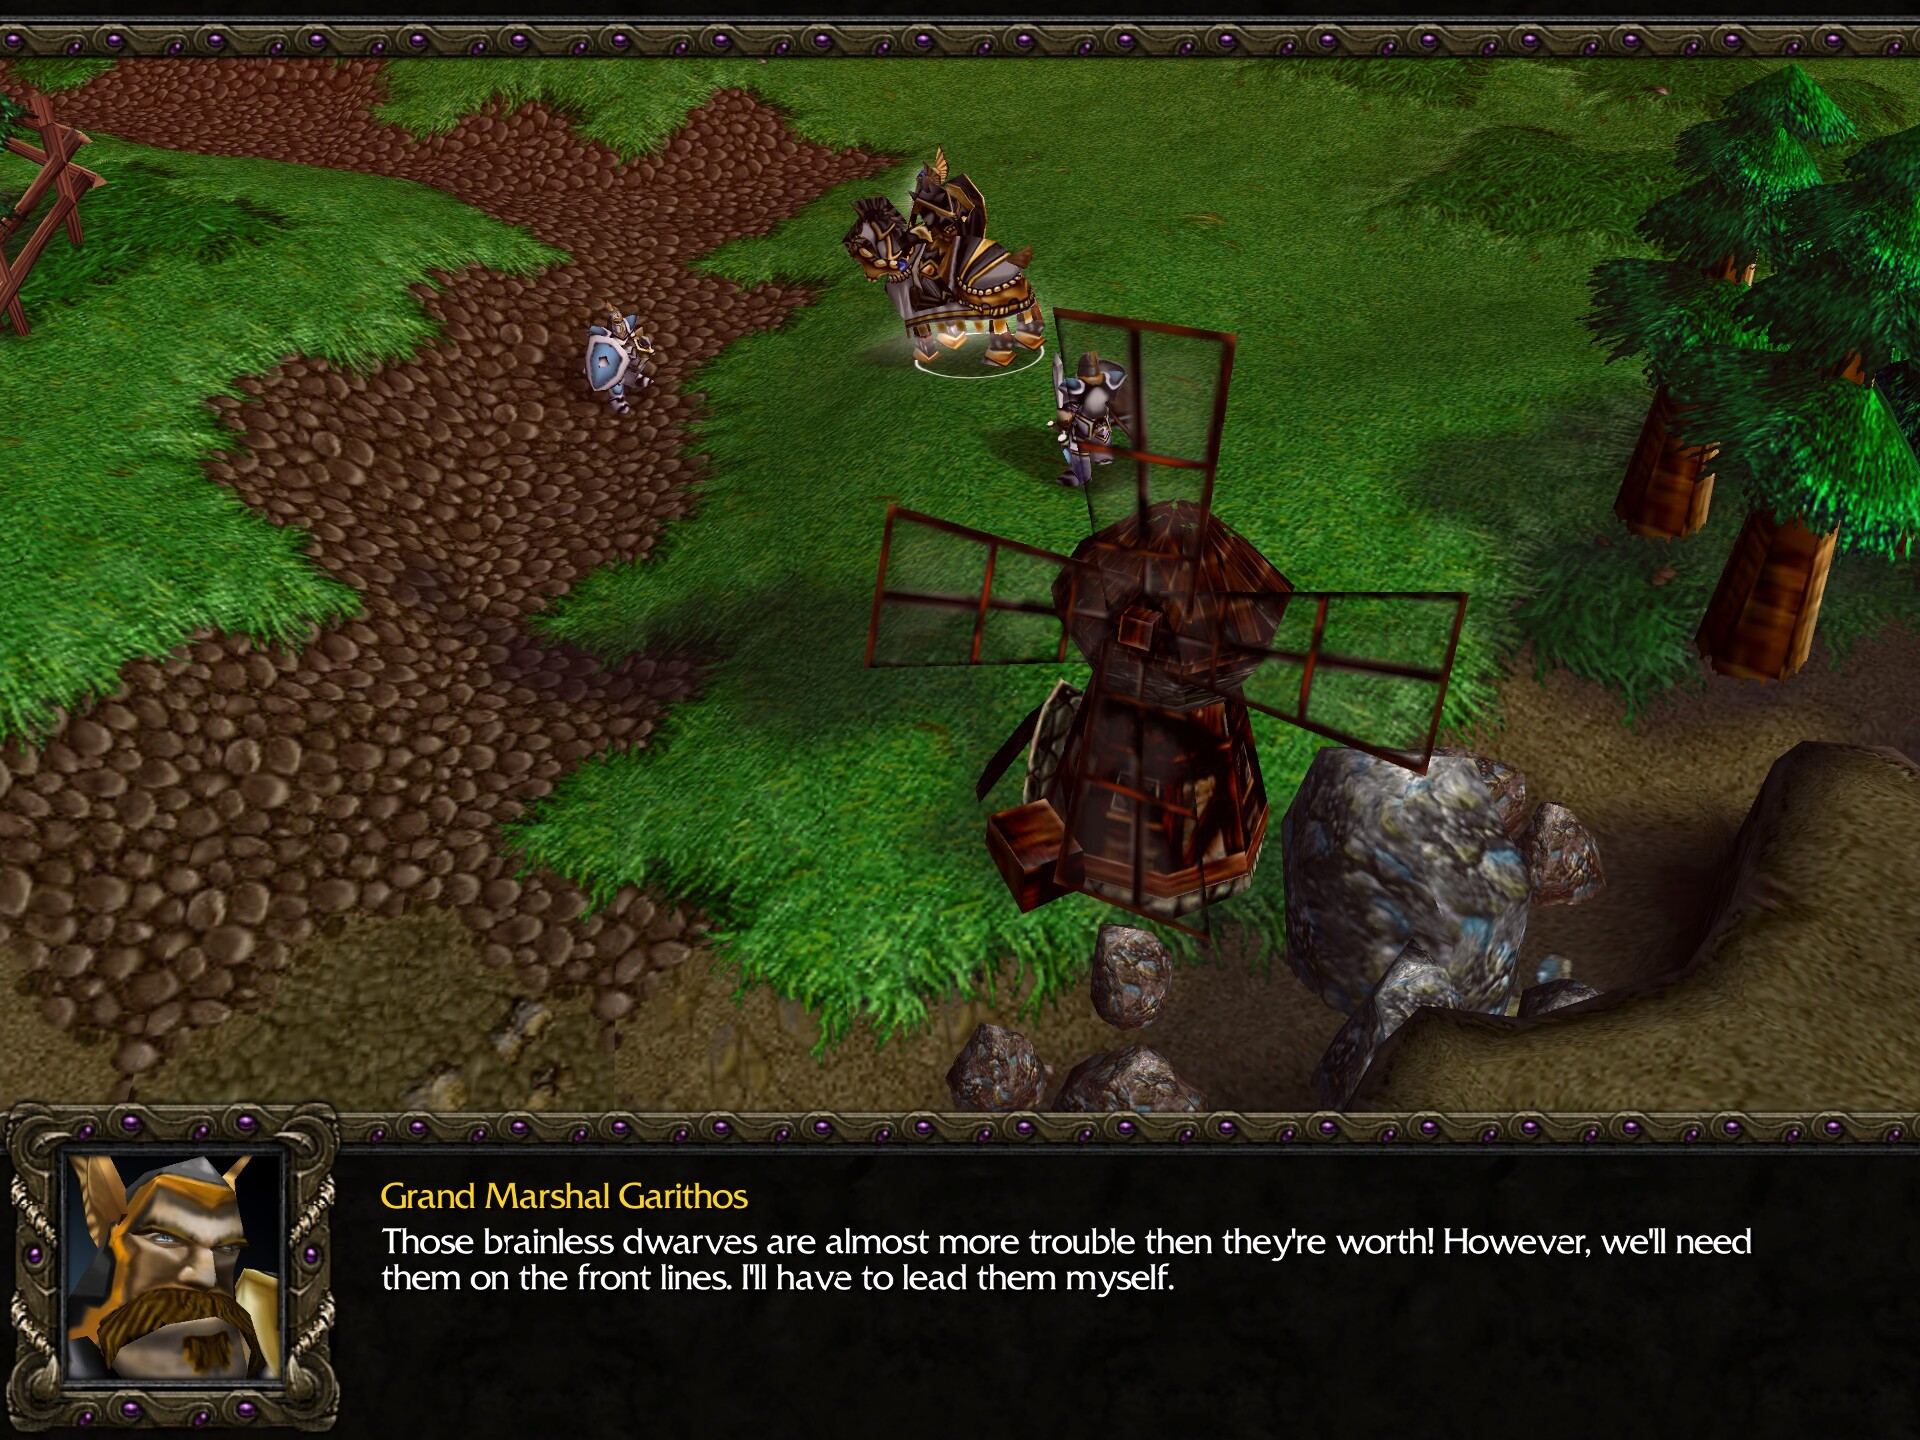 Grand Marshal Garithos
Those brainless dwarves are almost more trouble then they're worth! However, we'll need
them on the front lines. I'll have to lead them myself.